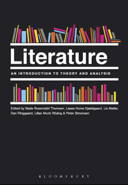 Literature
AN INTRODUCTION TO THEORY AND ANALYSIS
Edited by Mads Rosendahl Thomsen, Lasse Horne Kjældgaard, Lis Møller,
Dan Ringgaard, Lilian Munk Rösing & Peter Simonsen
BLOOMSBURY